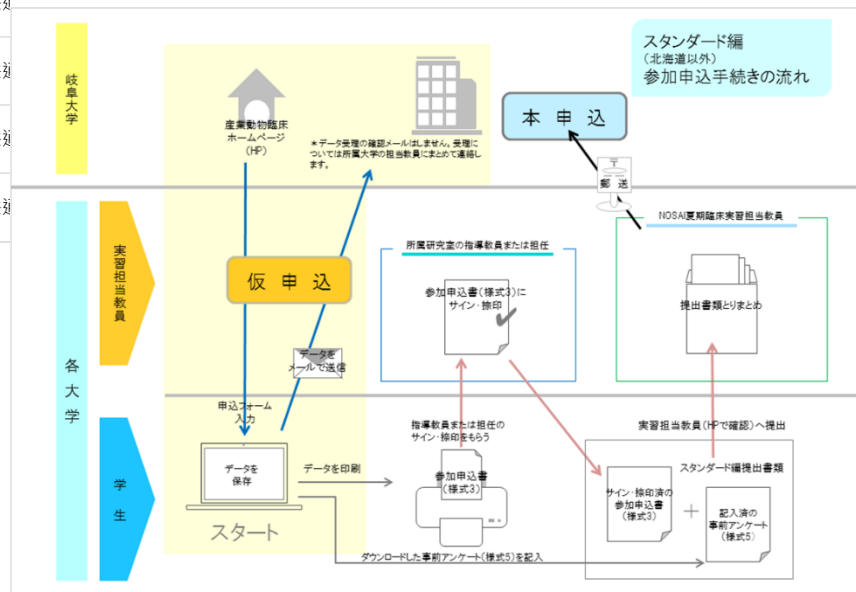 スタンダード編
（北海道以外）
参加申込手続きの流れ
岐阜大学
産業動物臨床
ホームページ
（HP）
＊データ受理の確認メールはしません。受理
については所属大学の担当教員にまとめて連絡し
ます。
本 申 込
郵 送
各大学
実習担当教員
仮 申 込
データを
メールで送信
所属研究室の指導教員または担任
参加申込書（様式3）に
サイン・捺印
NOSAI夏期臨床実習担当教員
提出書類とりまとめ
学生
申込フォーム
入力
データを
保存
スタート
データを印刷
指導教員または担任の
サイン・捺印をもらう
参加申込書
（様式3）
ダウンロードした事前アンケート（様式5）を記入
実習担当教員（HPで確認）へ提出
スタンダード編提出書類
サイン・捺印済の
参加申込書
（様式3）
＋
記入済の
事前アンケート
（様式5）